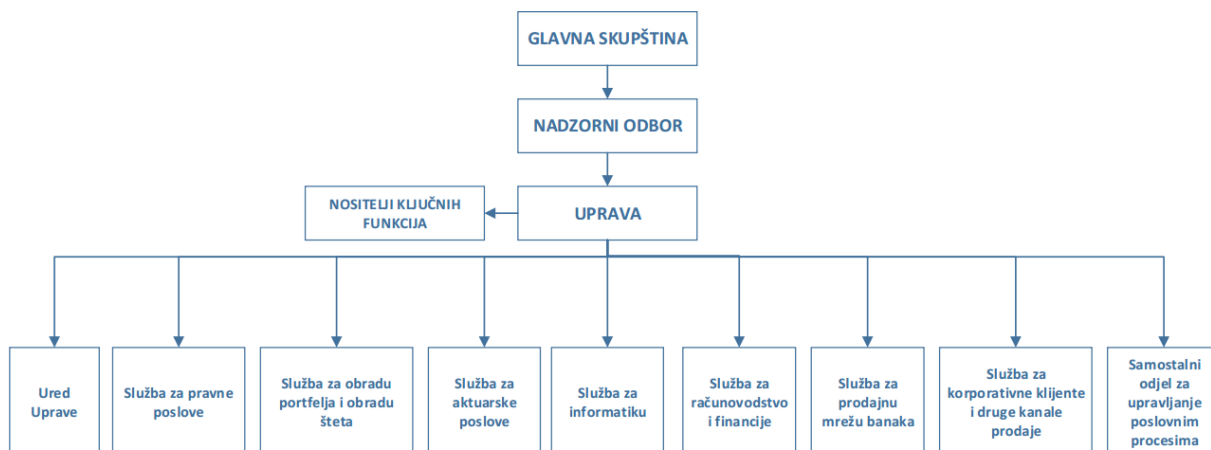 GLAVNA SKUPŠTINA
NADZORNI ODBOR
NOSITELJI KLJUČNIH
FUNKCIJA
UPRAVA
Ured
Uprave
Služba za pravne
poslove
Služba za obradu
portfelja i obradu
šteta
Služba za
aktuarske
poslove
Služba za
informatiku
Služba za
računovodstvo
i financije
Služba za
prodajnu
mrežu banaka
Služba za
korporativne klijente
i druge kanale
prodaje
Samostalni
odjel za
upravljanje
poslovnim
procesima